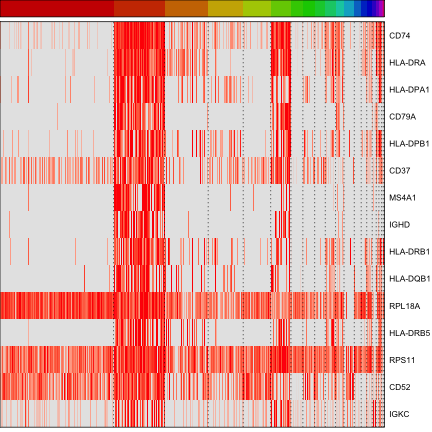 CD74
HLA-DRA
HLA-DPA1
CD79A
HLA-DPB1
CD37
MS4A1
IGHD
HLA-DRB1
HLA-DQB1
RPL18A
HLA-DRB5
RPS11
CD52
IGKC